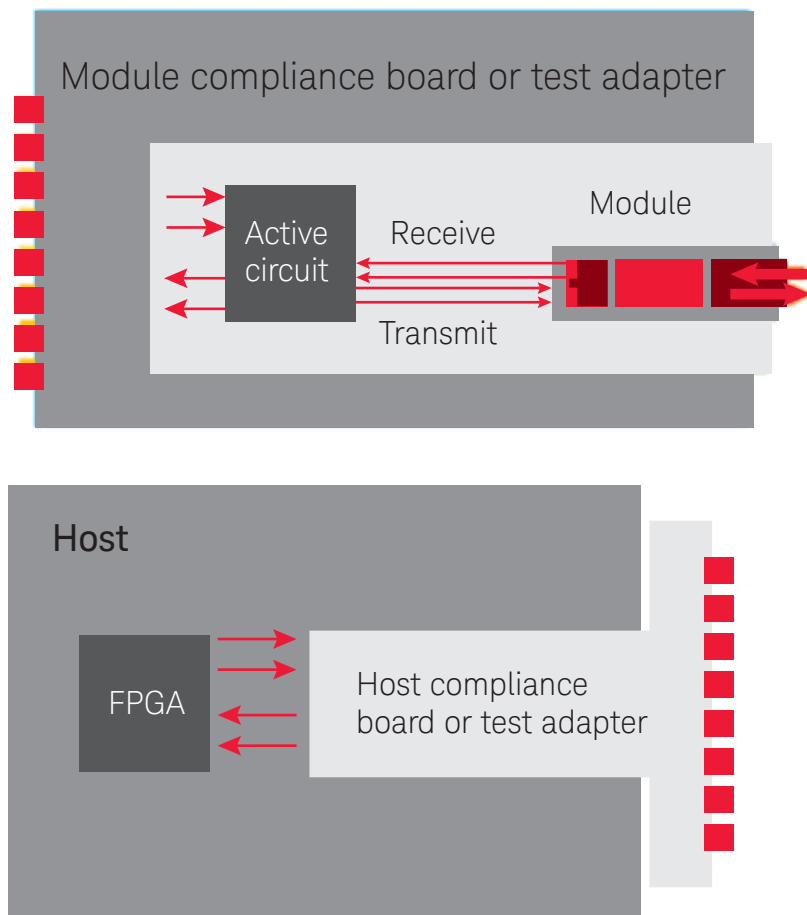 Module compliance board or test adapter
Module
Active
circuit
Receive
Transmit
Host
FPGA
Host compliance
board or test adapter